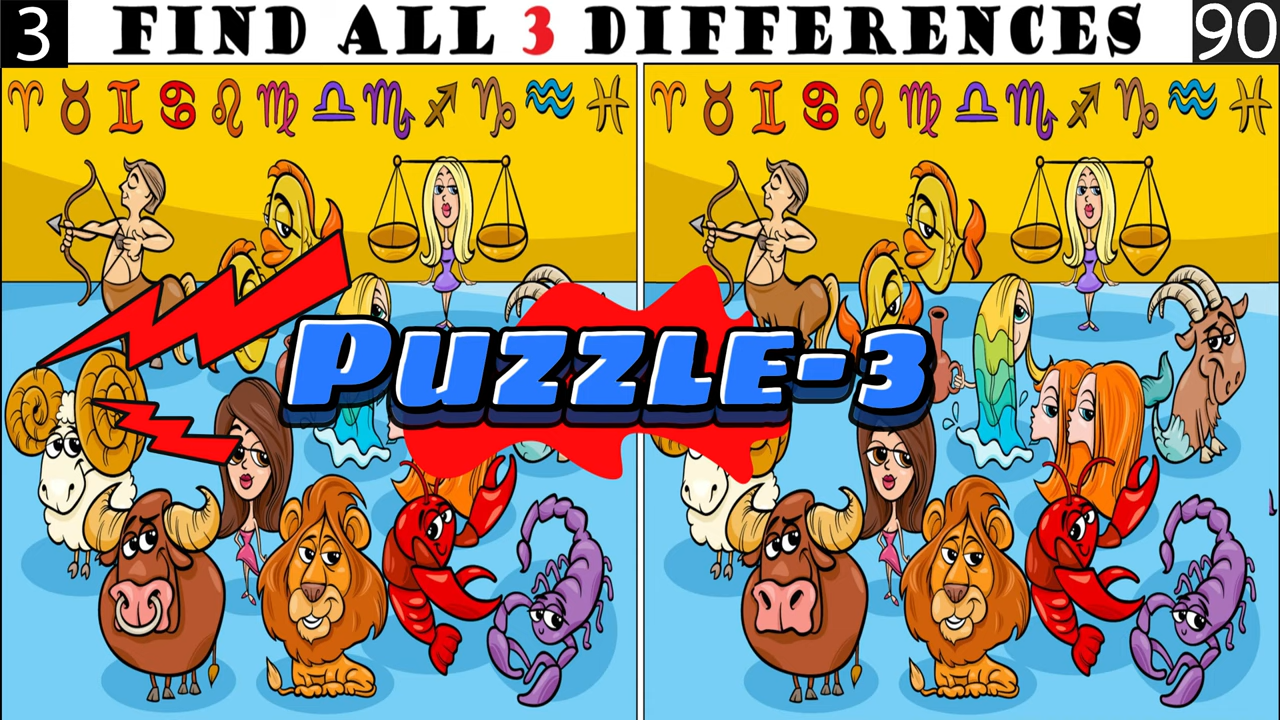 3 FIND ALL 3 DIFFERENCES 90
♈ ♉ ♊ ♋ ♌ ♍ ♎ ♏ ♐ ♑ ♒ ♓ ♈ ♉ ♊ ♋ ♌ ♍ ♎ ♏ ♐ ♑ ♒ ♓
PUZZLE-3